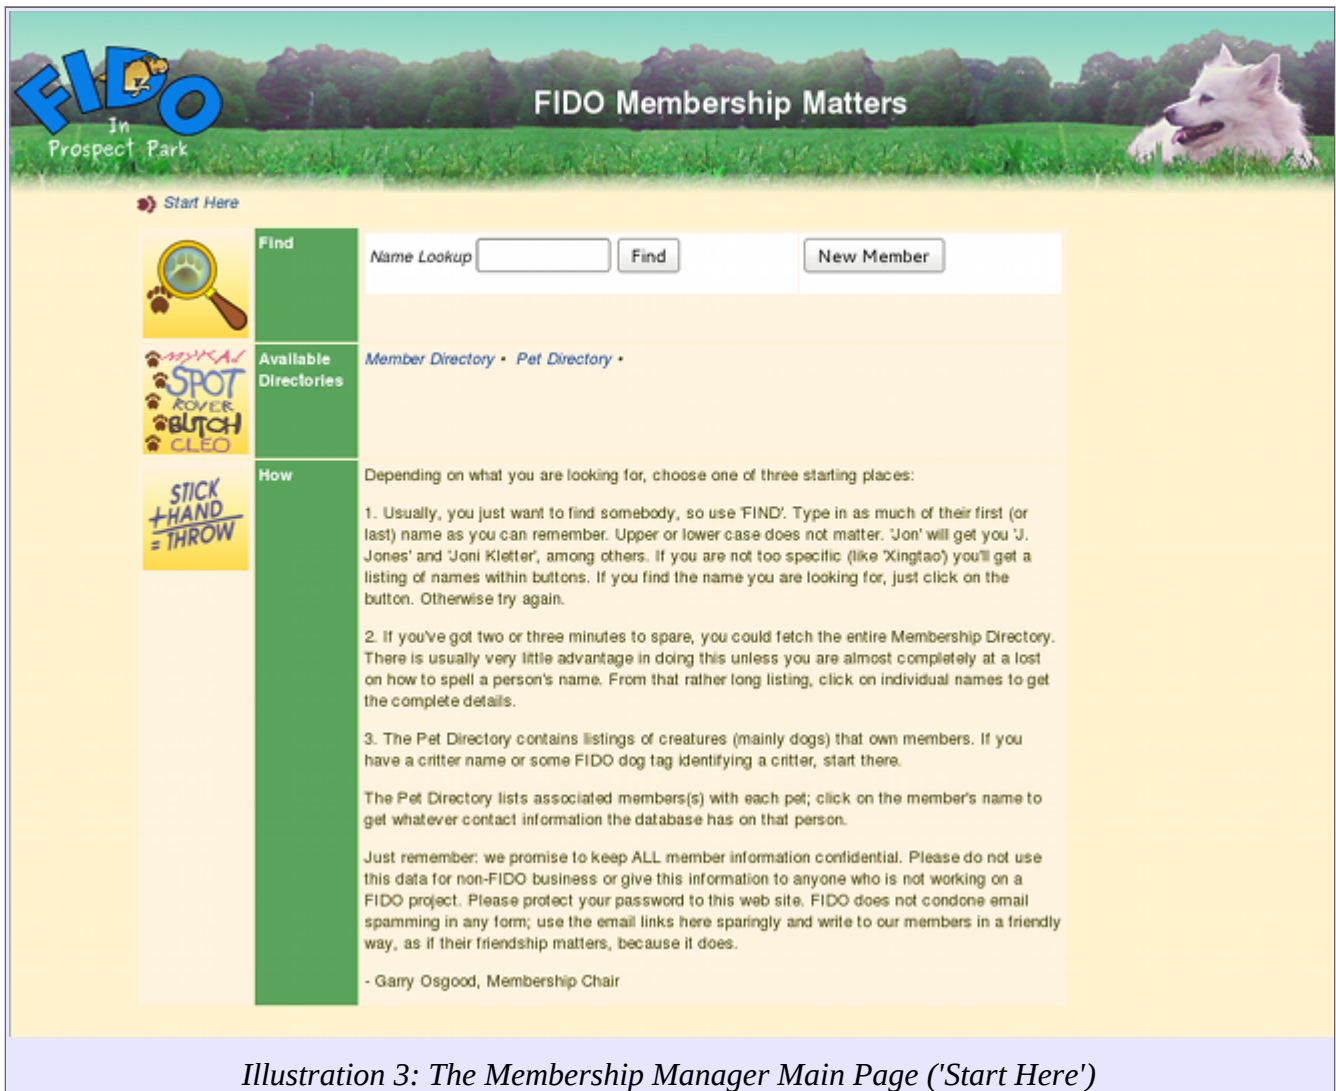 FIDO
In
Prospect Park
FIDO Membership Matters
Start Here
Find
Name Lookup
Find
New Member
MYKAL
SPOT
ROVER
BUTCH
CLEO
Available
Directories
Member Directory • Pet Directory •
STICK
+HAND
= THROW
How
Depending on what you are looking for, choose one of three starting places:
1. Usually, you just want to find somebody, so use 'FIND'. Type in as much of their first (or
last) name as you can remember. Upper or lower case does not matter. 'Jon' will get you 'J.
Jones' and 'Joni Kletter', among others. If you are not too specific (like 'Xingtao') you'll get a
listing of names within buttons. If you find the name you are looking for, just click on the
button. Otherwise try again.
2. If you've got two or three minutes to spare, you could fetch the entire Membership Directory.
There is usually very little advantage in doing this unless you are almost completely at a lost
on how to spell a person's name. From that rather long listing, click on individual names to get
the complete details.
3. The Pet Directory contains listings of creatures (mainly dogs) that own members. If you
have a critter name or some FIDO dog tag identifying a critter, start there.
The Pet Directory lists associated members(s) with each pet; click on the member's name to
get whatever contact information the database has on that person.
Just remember: we promise to keep ALL member information confidential. Please do not use
this data for non-FIDO business or give this information to anyone who is not working on a
FIDO project. Please protect your password to this web site. FIDO does not condone email
spamming in any form; use the email links here sparingly and write to our members in a friendly
way, as if their friendship matters, because it does.
- Garry Osgood, Membership Chair
Illustration 3: The Membership Manager Main Page ('Start Here')